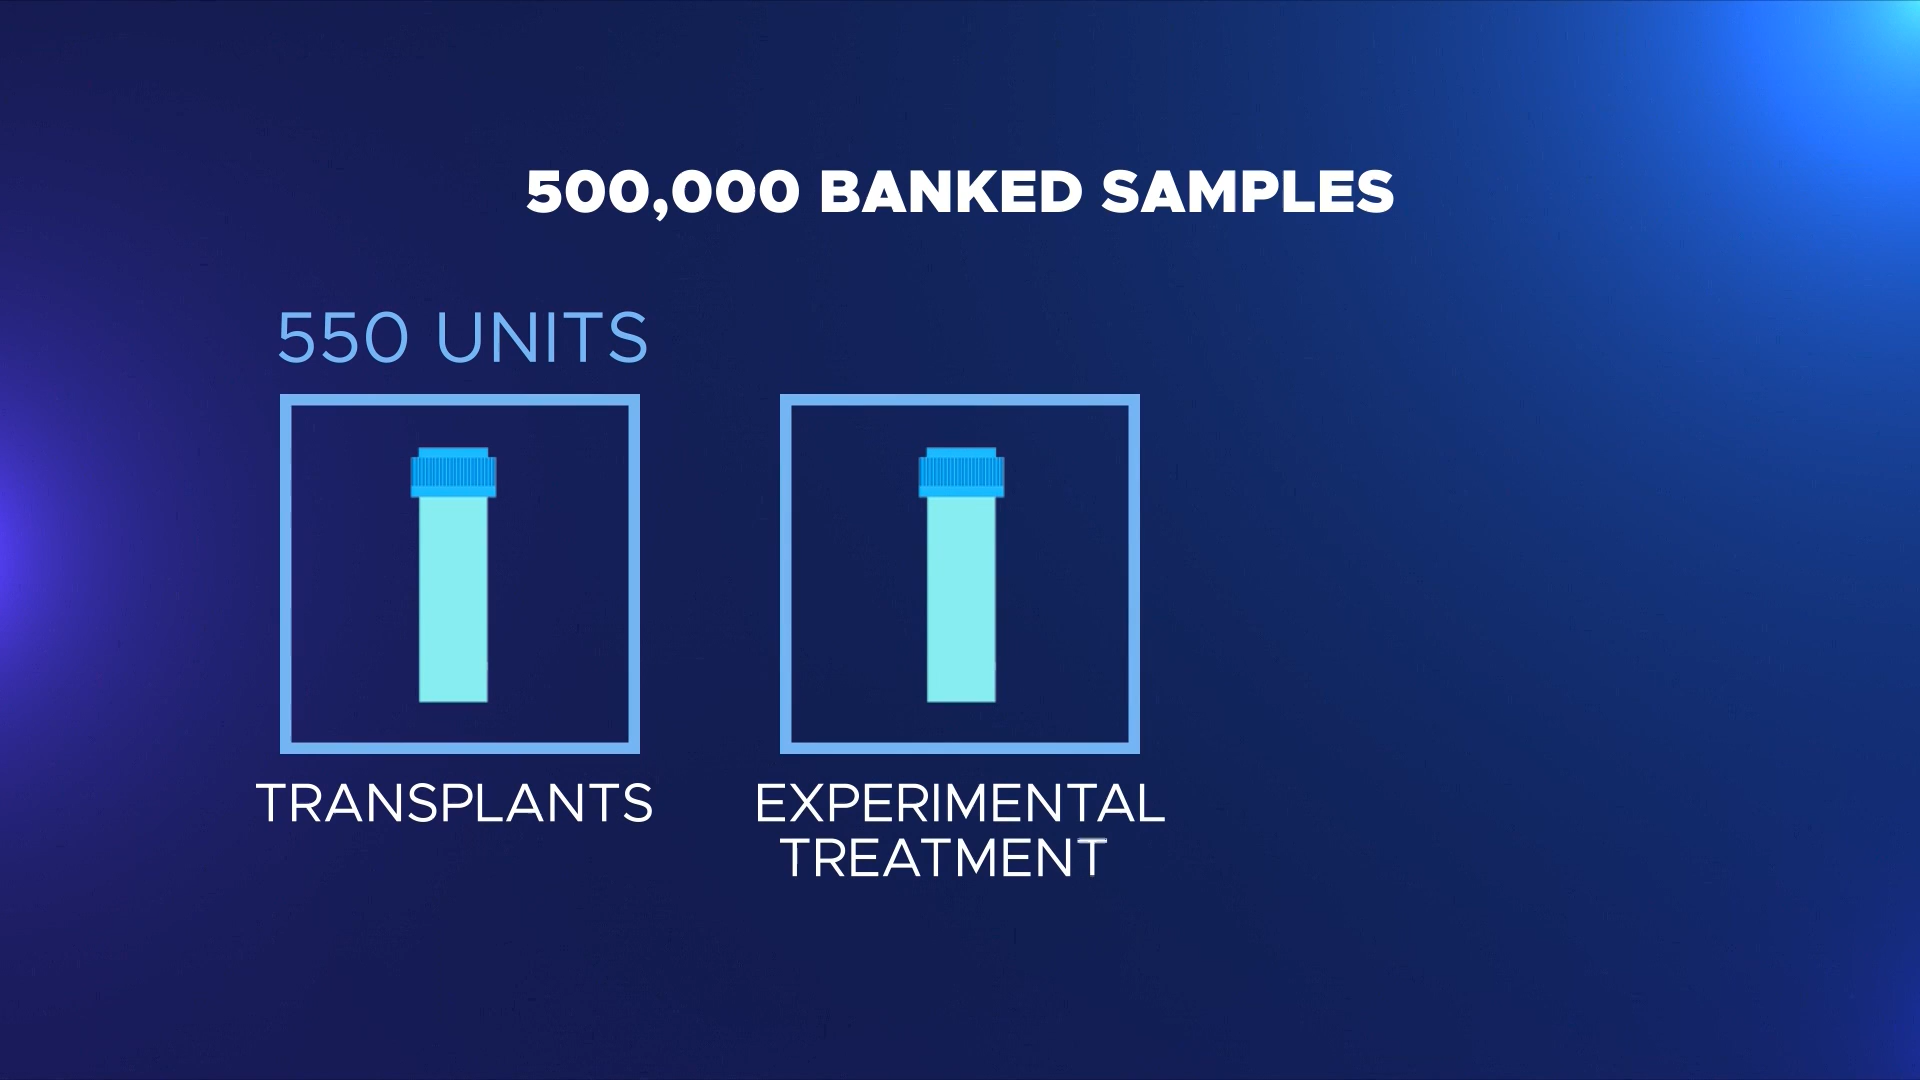 500,000 BANKED SAMPLES
550 UNITS
TRANSPLANTS
EXPERIMENTAL
TREATMENT